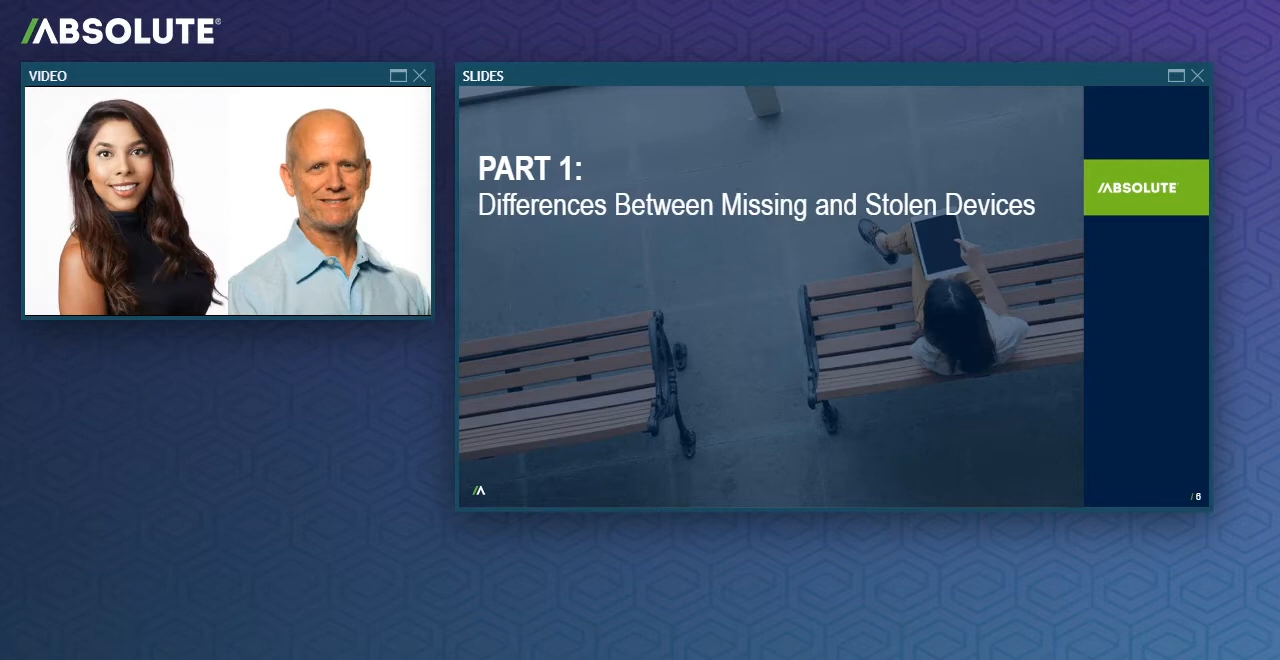 ABSOLUTE®
VIDEO
SLIDES
PART 1:
Differences Between Missing and Stolen Devices
ABSOLUTE
/ 6